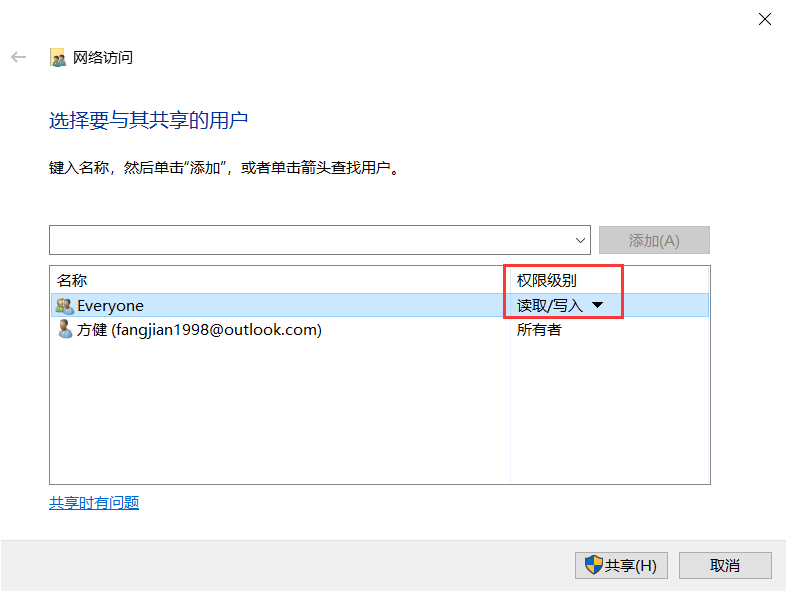 网络访问
选择要与其共享的用户
键入名称，然后单击“添加”，或者单击箭头查找用户。
添加(A)
名称 权限级别
Everyone 读取/写入
方健 (fangjian1998@outlook.com) 所有者
共享时有问题
共享(H) 取消